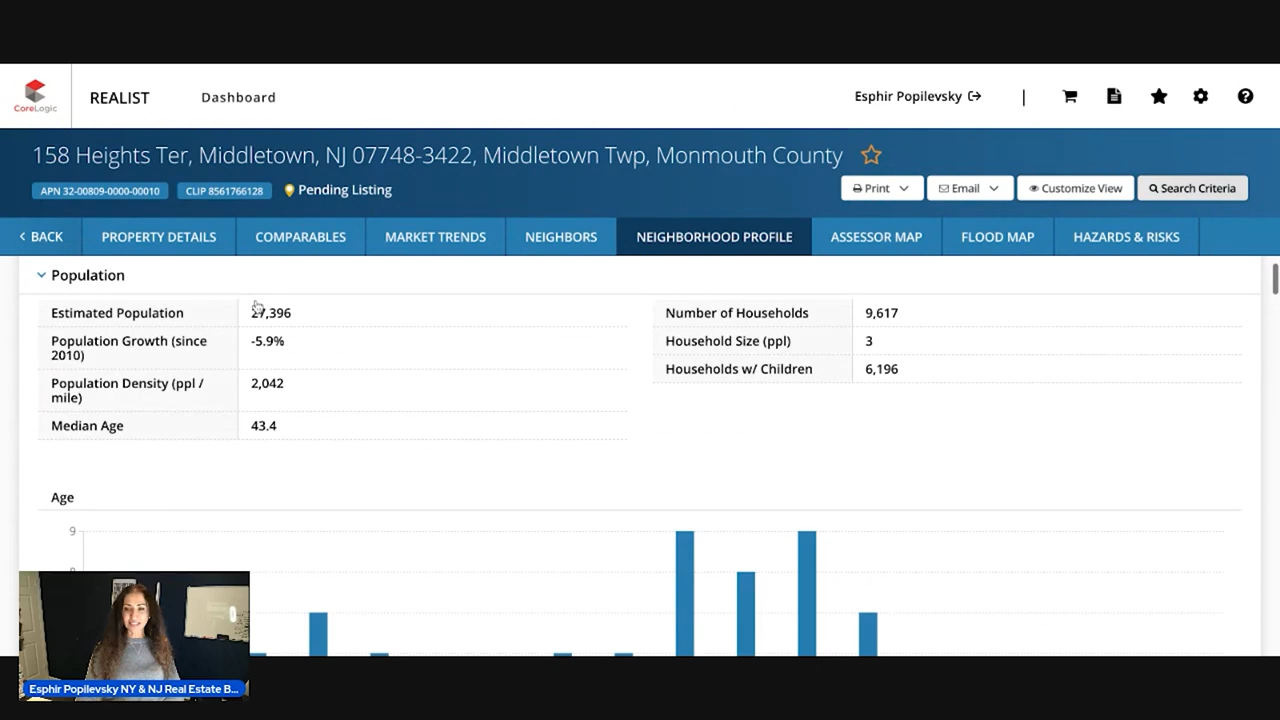 CoreLogic
REALIST
Dashboard
Esphir Popilevsky
158 Heights Ter, Middletown, NJ 07748-3422, Middletown Twp, Monmouth County
APN 32-00809-0000-00010
CLIP 8561766128
Pending Listing
Print
Email
Customize View
Search Criteria
BACK
PROPERTY DETAILS
COMPARABLES
MARKET TRENDS
NEIGHBORS
NEIGHBORHOOD PROFILE
ASSESSOR MAP
FLOOD MAP
HAZARDS & RISKS
Population
Estimated Population 27,396
Population Growth (since
2010) -5.9%
Population Density (ppl /
mile) 2,042
Median Age 43.4
Number of Households 9,617
Household Size (ppl) 3
Households w/ Children 6,196
Age
9
Esphir Popilevsky NY & NJ Real Estate B...